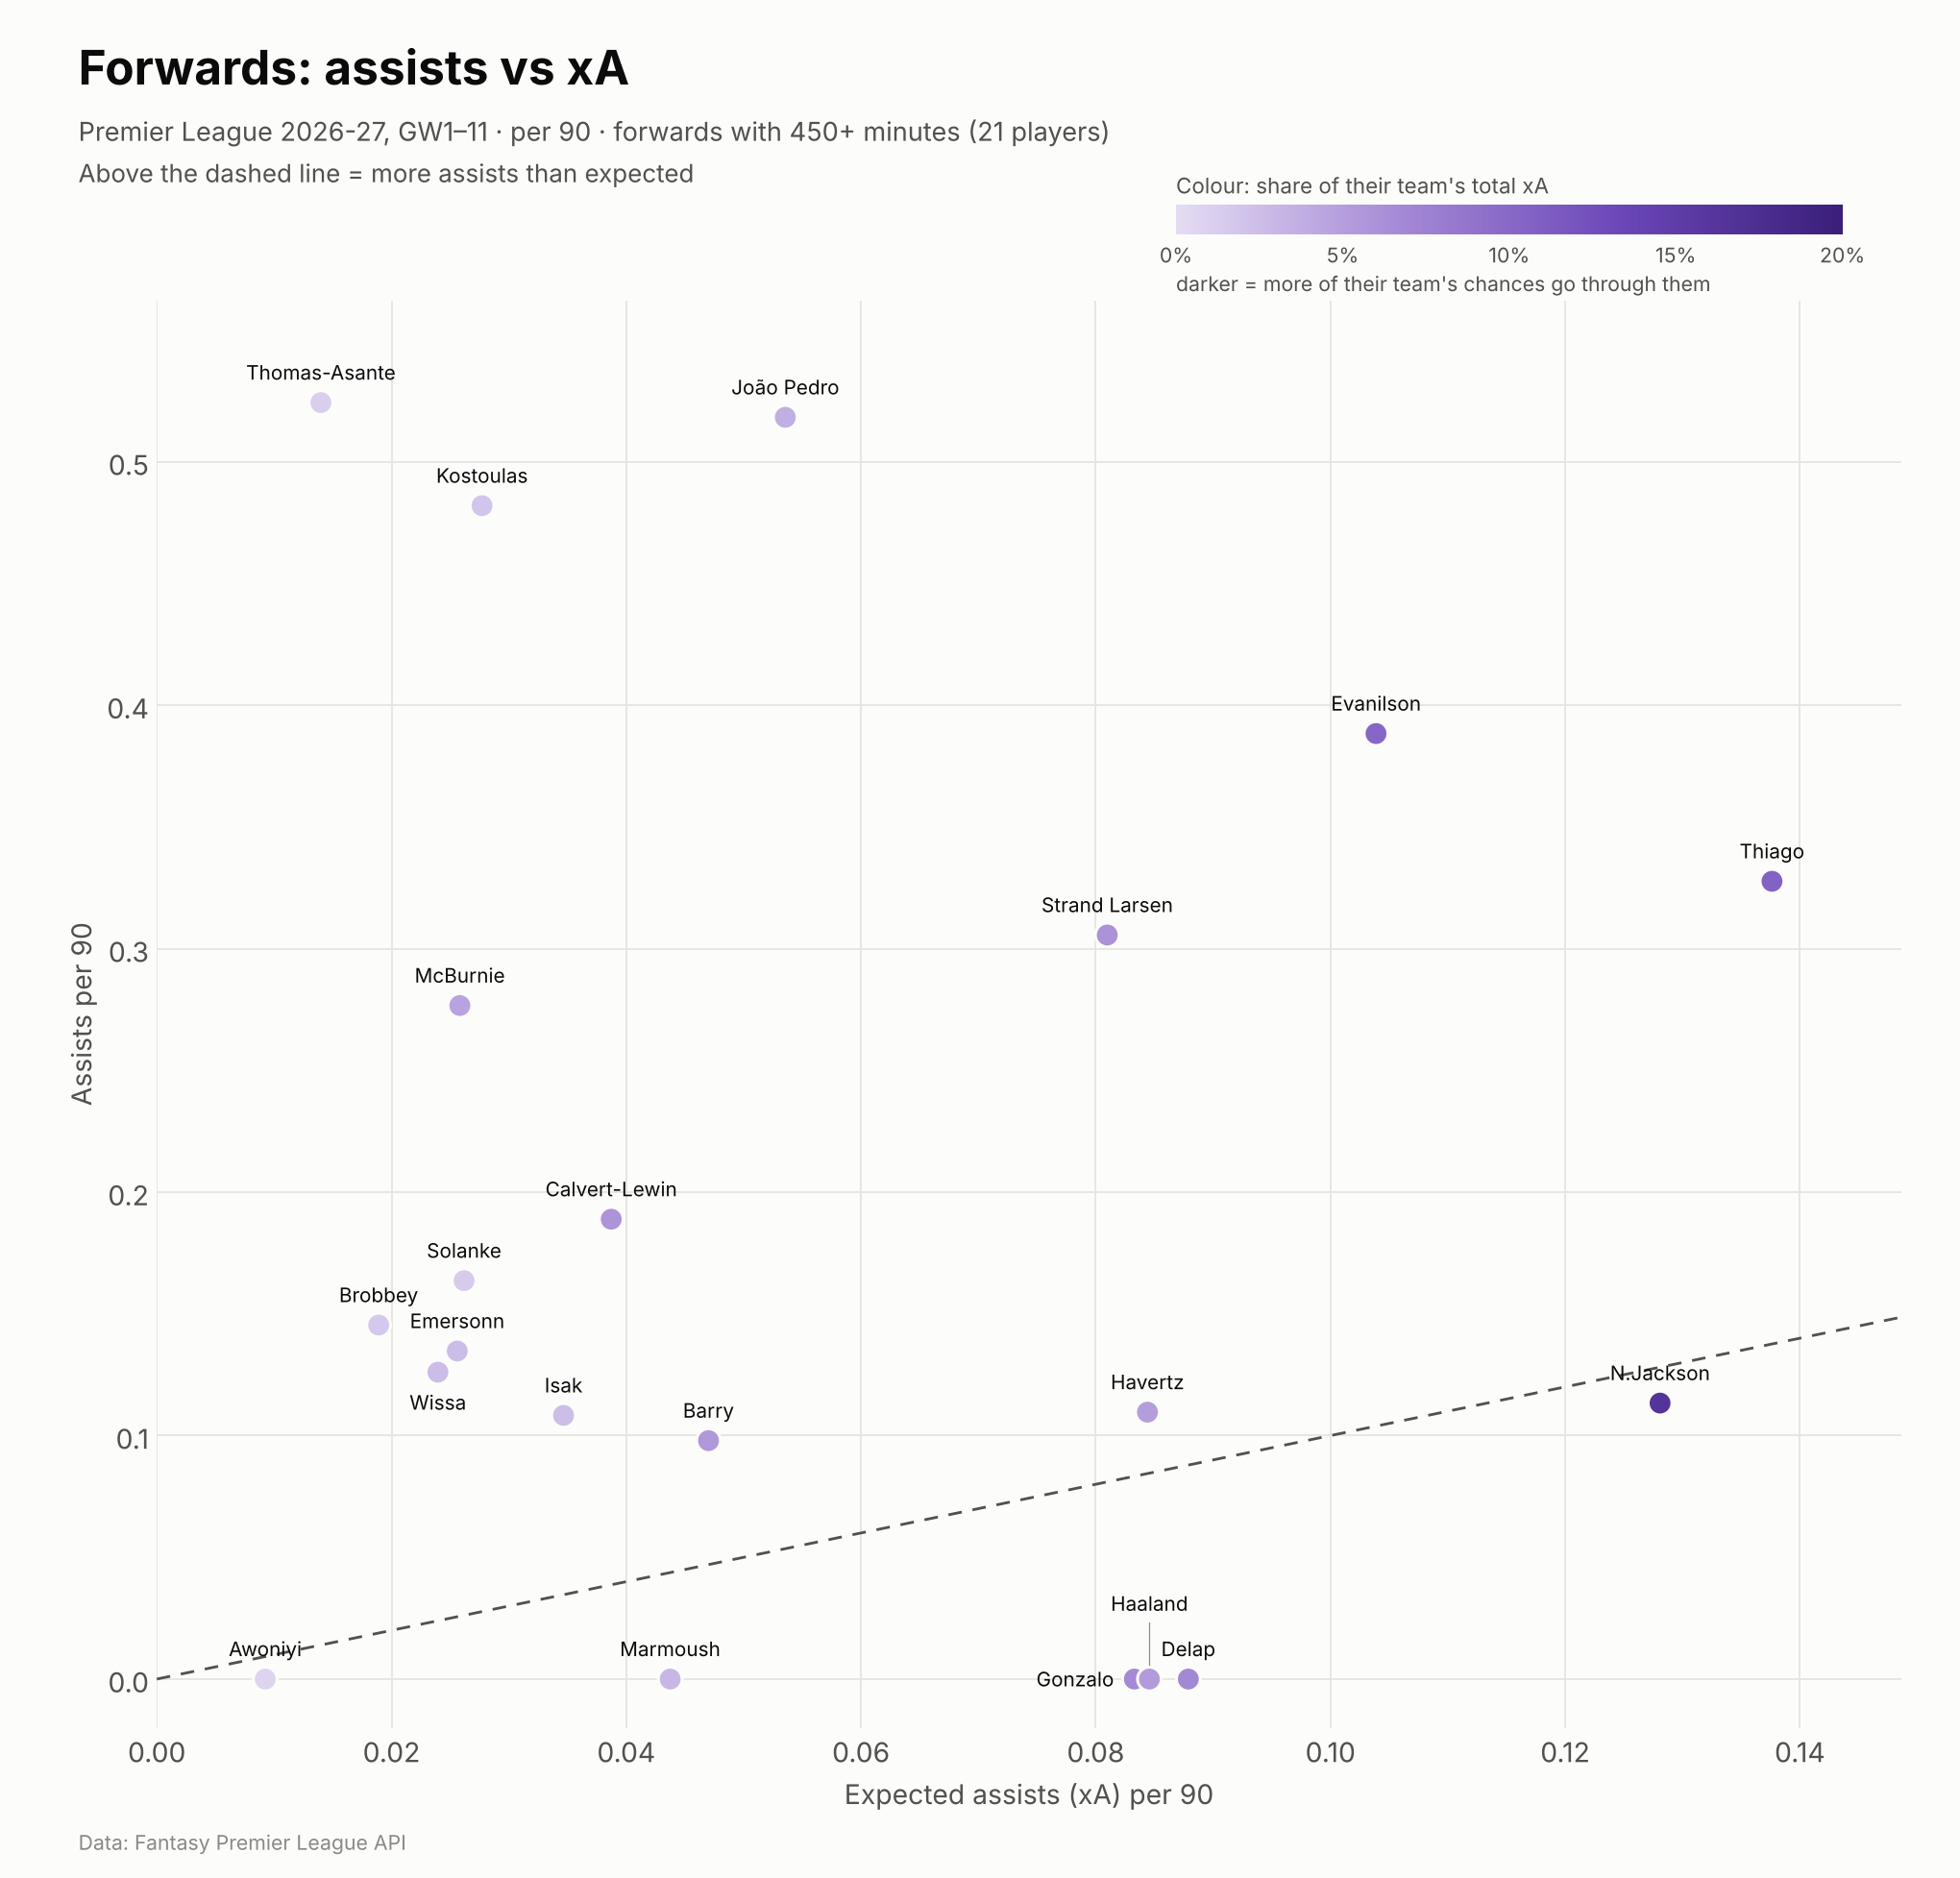 Forwards: assists vs xA
Premier League 2026-27, GW1–11 · per 90 · forwards with 450+ minutes (21 players)
Above the dashed line = more assists than expected
Colour: share of their team's total xA
0% 5% 10% 15% 20%
darker = more of their team's chances go through them
Thomas-Asante
João Pedro
0.5
Kostoulas
0.4
Evanilson
Thiago
Strand Larsen
0.3
McBurnie
Assists per 90
0.2
Calvert-Lewin
Solanke
Brobbey
Emersonn
Wissa
Isak
Barry
Havertz
N.Jackson
0.1
Haaland
Awoniyi
Marmoush
Delap
Gonzalo
0.0
0.00 0.02 0.04 0.06 0.08 0.10 0.12 0.14
Expected assists (xA) per 90
Data: Fantasy Premier League API